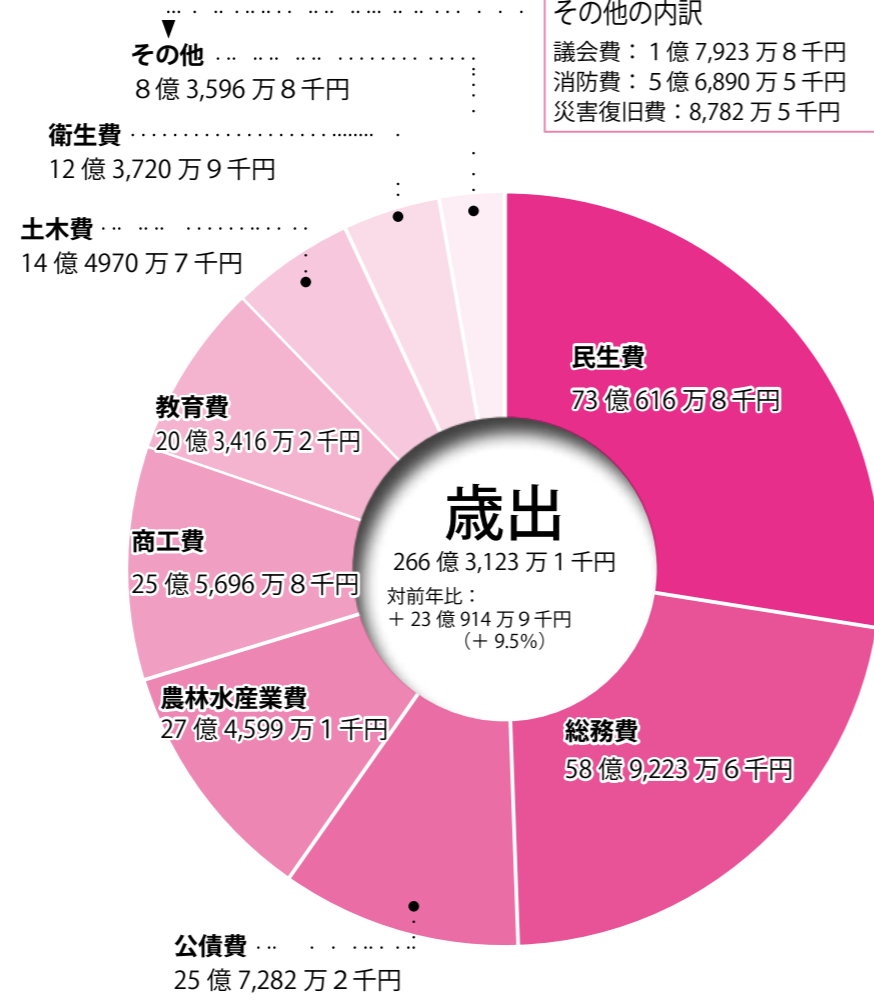 その他の内訳
議会費：1億7,923万8千円
消防費：5億6,890万5千円
災害復旧費：8,782万5千円
その他
8億3,596万8千円
衛生費
12億3,720万9千円
土木費
14億4970万7千円
教育費
20億3,416万2千円
商工費
25億5,696万8千円
農林水産業費
27億4,599万1千円
公債費
25億7,282万2千円
民生費
73億616万8千円
総務費
58億9,223万6千円
歳出
266億3,123万1千円
対前年比：
＋23億914万9千円
（＋9.5%）